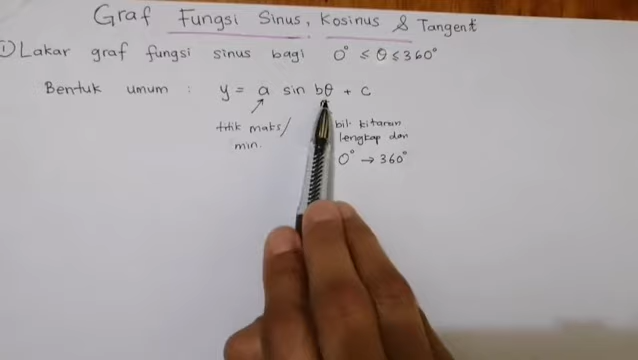 Graf Fungsi Sinus, Kosinus & Tangent
① Lakar graf fungsi sinus bagi 0° ≤ θ ≤ 360°
Bentuk umum : y = a sin bθ + c
titik maks/
min.
bil. kitaran
lengkap dari
0° → 360°